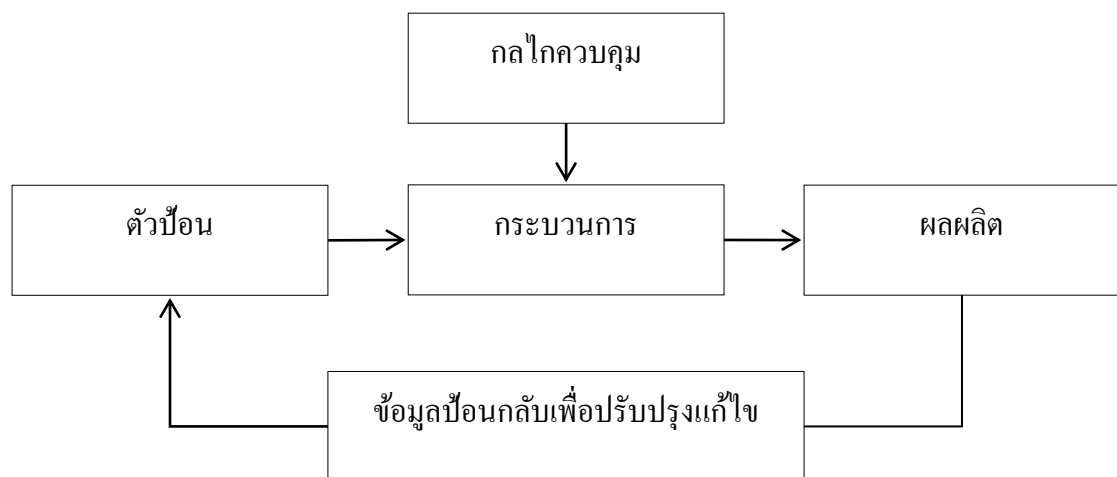 กลไกควบคุม
ตัวป้อน
กระบวนการ
ผลผลิต
ข้อมูลป้อนกลับเพื่อปรับปรุงแก้ไข